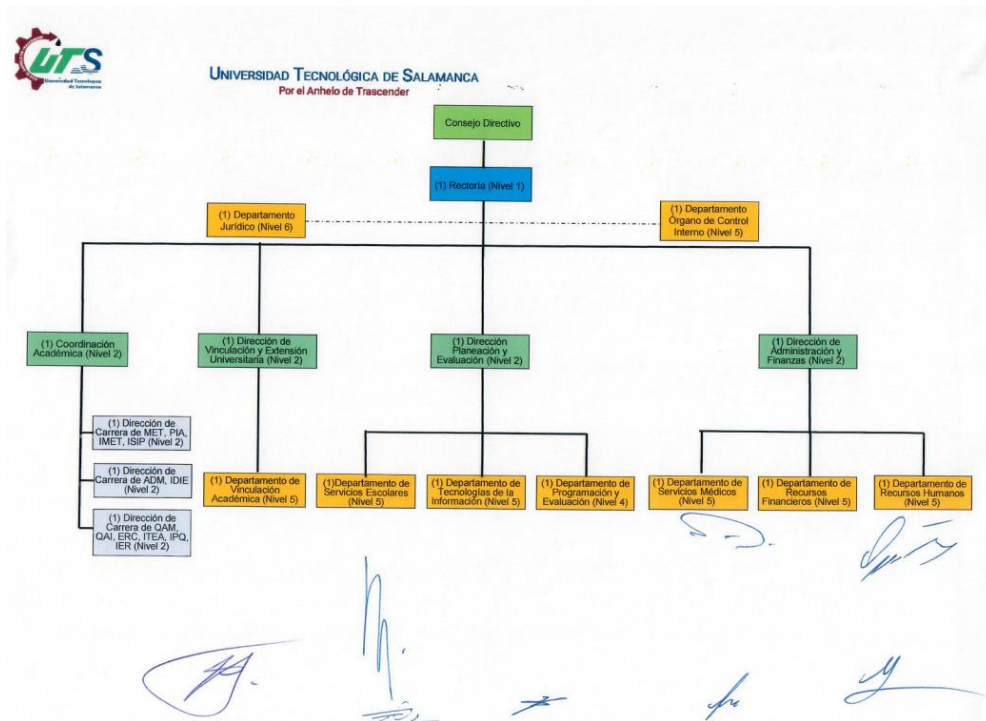 UTS
Universidad Tecnológica
de Salamanca
UNIVERSIDAD TECNOLÓGICA DE SALAMANCA
Por el Anhelo de Trascender
Consejo Directivo
(1) Rectoría (Nivel 1)
(1) Departamento
Jurídico (Nivel 6)
(1) Departamento
Órgano de Control
Interno (Nivel 5)
(1) Coordinación
Académica (Nivel 2)
(1) Dirección de
Vinculación y Extensión
Universitaria (Nivel 2)
(1) Dirección
Planeación y
Evaluación (Nivel 2)
(1) Dirección de
Administración y
Finanzas (Nivel 2)
(1) Dirección de
Carrera de MET, PIA,
IMET, ISIP (Nivel 2)
(1) Dirección de
Carrera de ADM, IDIE
(Nivel 2)
(1) Dirección de
Carrera de QAM,
QAI, ERC, ITEA, IPQ,
IER (Nivel 2)
(1) Departamento de
Vinculación
Académica (Nivel 5)
(1)Departamento de
Servicios Escolares
(Nivel 5)
(1) Departamento de
Tecnologías de la
Información (Nivel 5)
(1) Departamento de
Programación y
Evaluación (Nivel 4)
(1) Departamento de
Servicios Médicos
(Nivel 5)
(1) Departamento de
Recursos
Financieros (Nivel 5)
(1) Departamento de
Recursos Humanos
(Nivel 5)